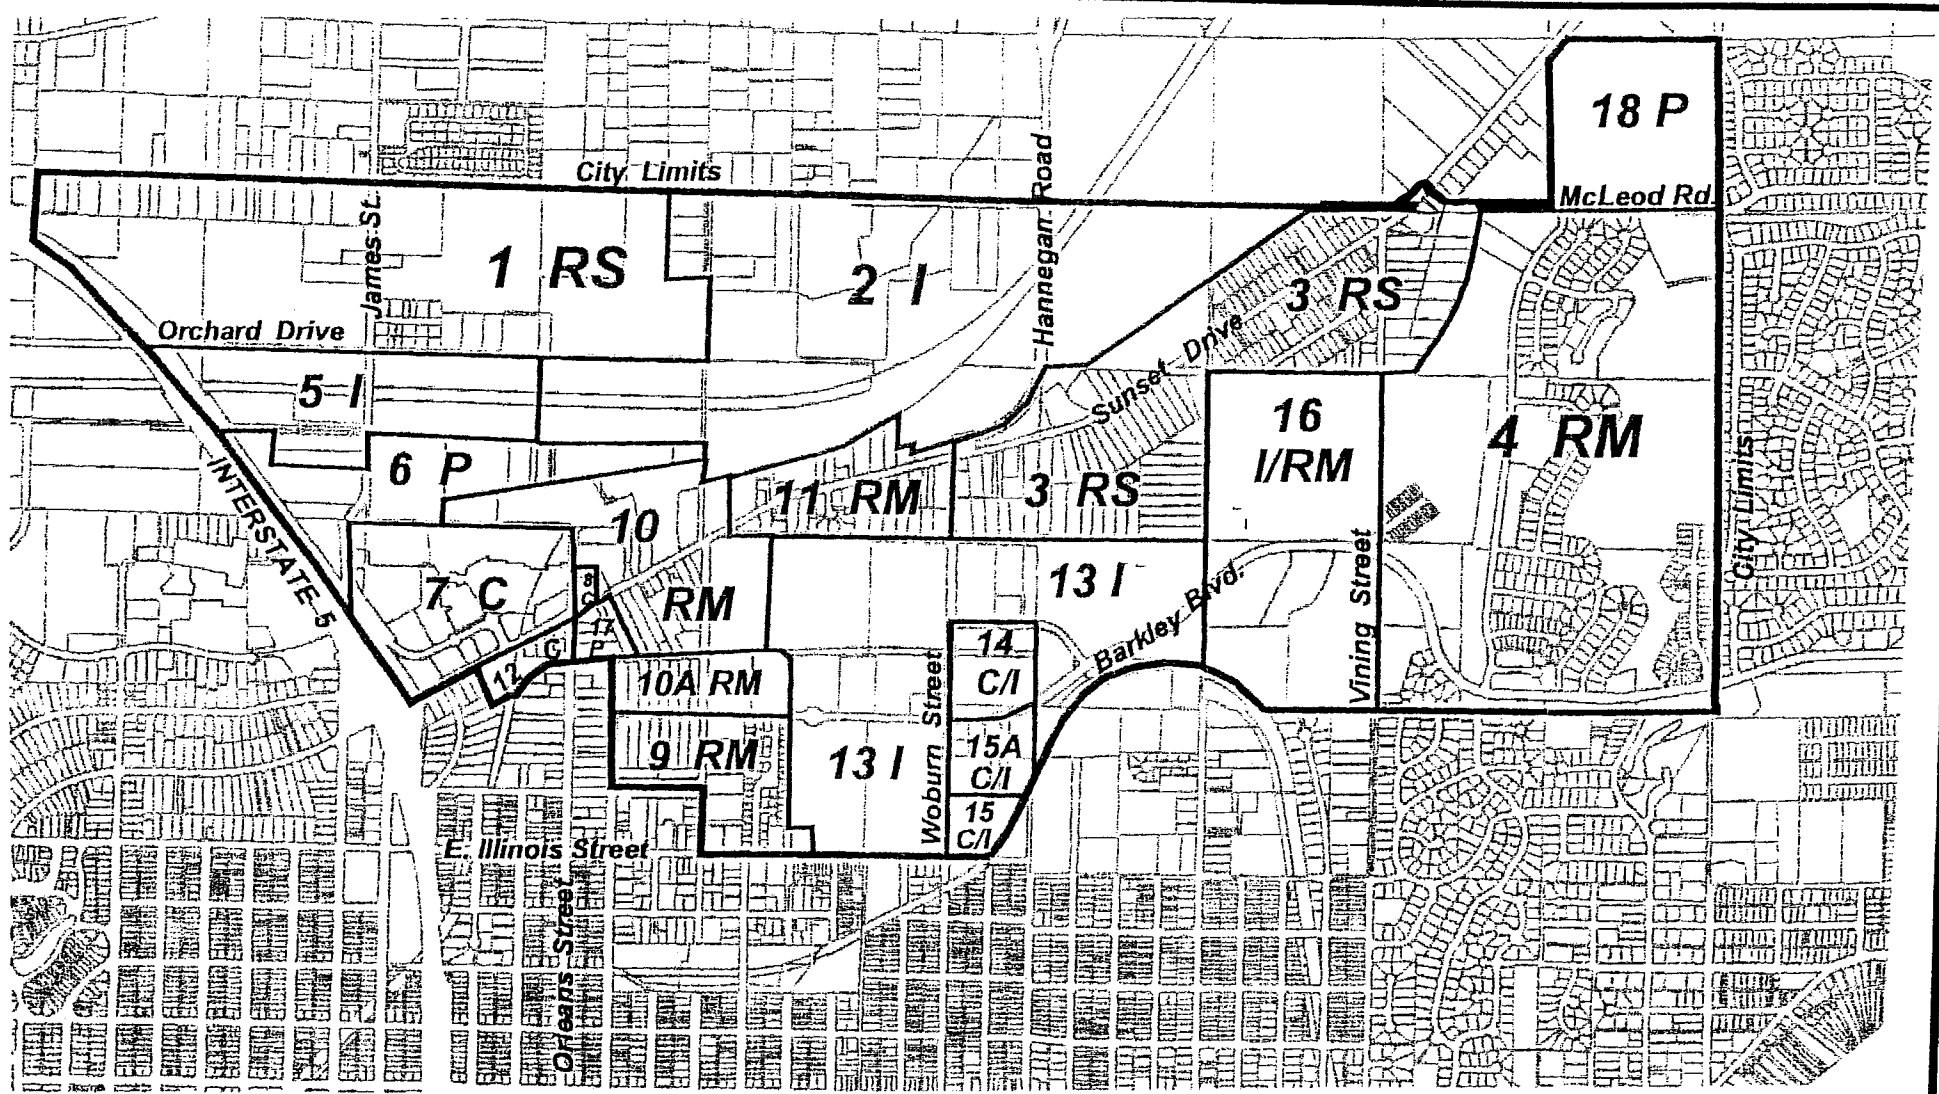 18 P
City Limits
McLeod Rd.
James St.
1 RS
2 I
Hannegan Road
3 RS
Orchard Drive
Sunset Drive
5 I
16
I/RM
4 RM
City Limits
6 P
11 RM
3 RS
INTERSTATE 5
10
RM
7 C
8
C
17
P
13 I
Barkley Blvd.
Vining Street
C
12
10A RM
14
C/I
Woburn Street
9 RM
13 I
15A
C/I
15
C/I
E. Illinois Street
Orleans Street